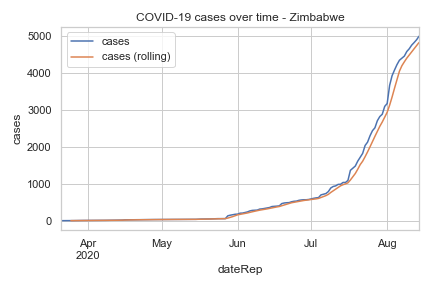 COVID-19 cases over time - Zimbabwe
cases
cases (rolling)
5000
4000
3000
2000
1000
0
cases
Apr
2020
May
Jun
Jul
Aug
dateRep